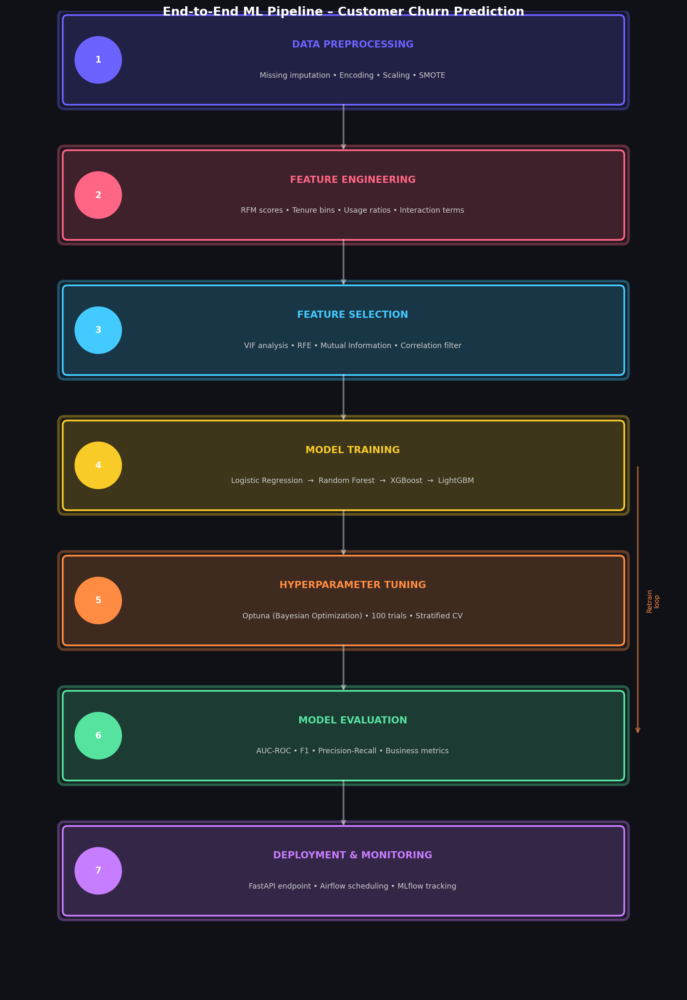 End-to-End ML Pipeline – Customer Churn Prediction
1
DATA PREPROCESSING
Missing imputation • Encoding • Scaling • SMOTE
2
FEATURE ENGINEERING
RFM scores • Tenure bins • Usage ratios • Interaction terms
3
FEATURE SELECTION
VIF analysis • RFE • Mutual Information • Correlation filter
4
MODEL TRAINING
Logistic Regression → Random Forest → XGBoost → LightGBM
5
HYPERPARAMETER TUNING
Optuna (Bayesian Optimization) • 100 trials • Stratified CV
Retrain
loop
6
MODEL EVALUATION
AUC-ROC • F1 • Precision-Recall • Business metrics
7
DEPLOYMENT & MONITORING
FastAPI endpoint • Airflow scheduling • MLflow tracking